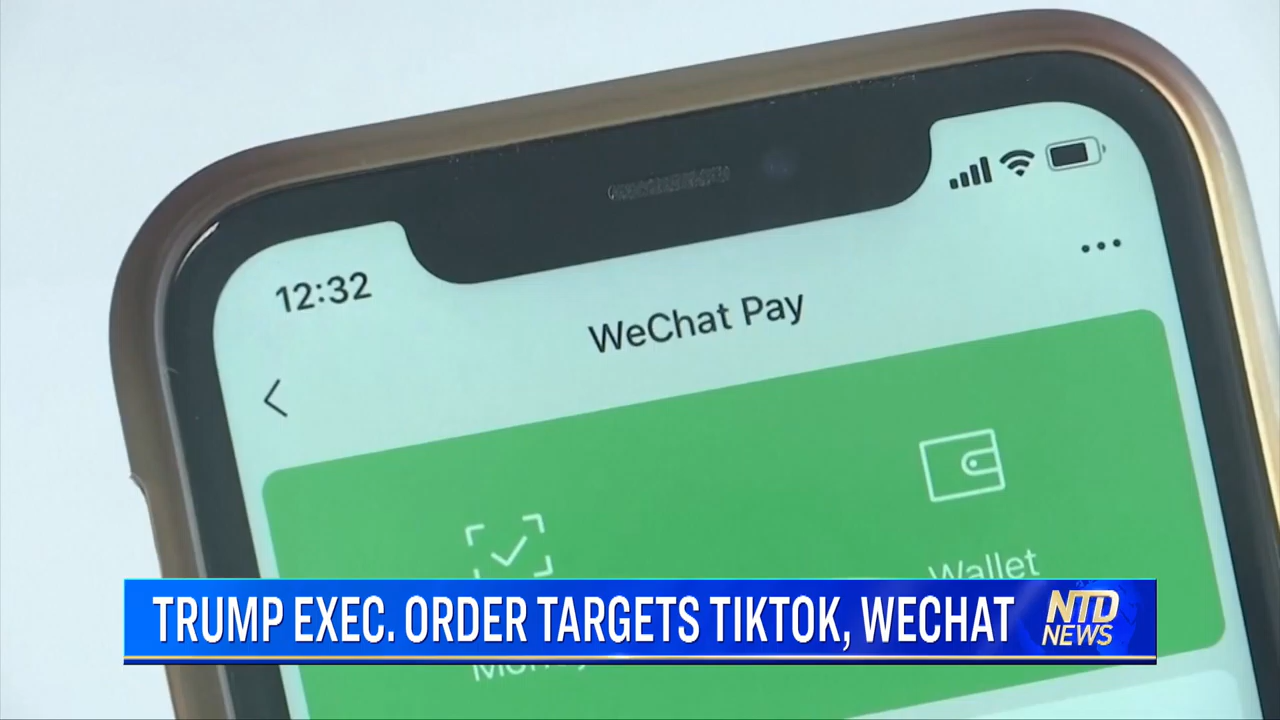 12:32
WeChat Pay
Wallet
TRUMP EXEC. ORDER TARGETS TIKTOK, WECHAT
NTD
NEWS